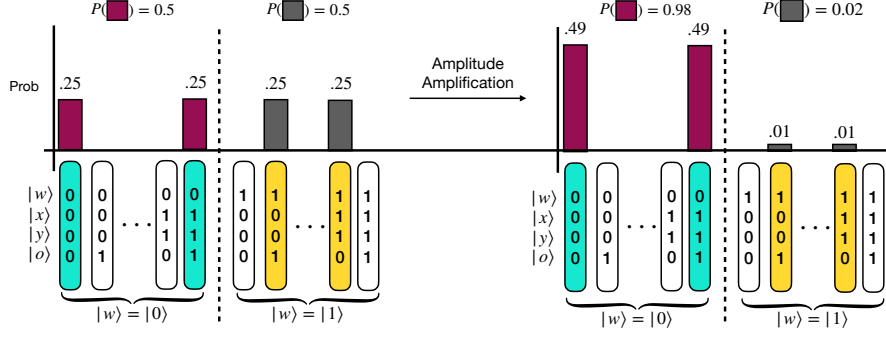 P( ) = 0.5
P( ) = 0.5
P( ) = 0.98
P( ) = 0.02
.49
.49
Prob
.25
.25
.25
.25
Amplitude
Amplification
.01
.01
|w⟩ 0 0 0 0 1 1 1 1
|x⟩ 0 0 1 1 0 0 1 1
|y⟩ 0 0 ... 1 1 0 0 ... 1 1
|o⟩ 0 1 0 1 0 1 0 1
|w⟩ = |0⟩
|w⟩ = |1⟩
|w⟩ 0 0 0 0 1 1 1 1
|x⟩ 0 0 1 1 0 0 1 1
|y⟩ 0 0 ... 1 1 0 0 ... 1 1
|o⟩ 0 1 0 1 0 1 0 1
|w⟩ = |0⟩
|w⟩ = |1⟩